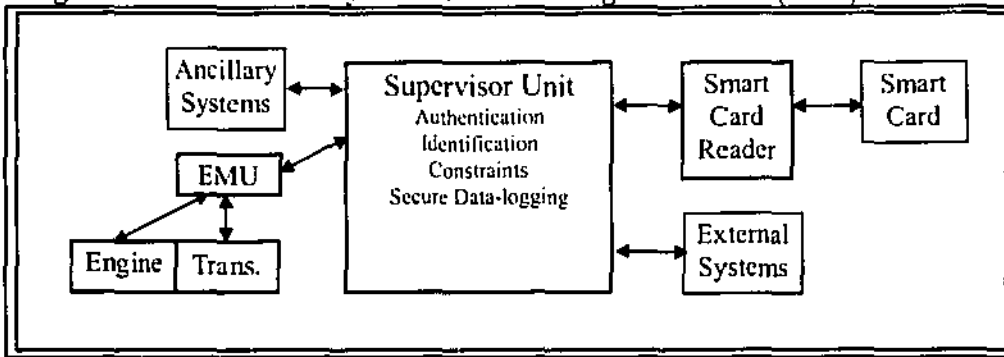 Ancillary
Systems
Supervisor Unit
Authentication
Identification
Constraints
Secure Data-logging
Smart
Card
Reader
Smart
Card
EMU
Engine
Trans.
External
Systems